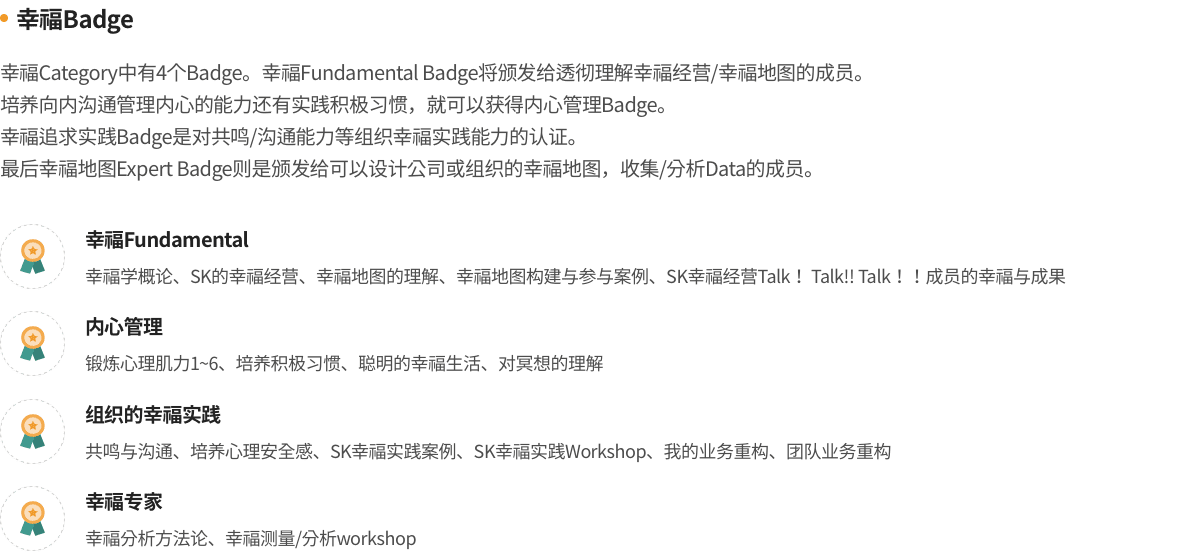 幸福Badge
幸福Category中有4个Badge。幸福Fundamental Badge将颁发给透彻理解幸福经营/幸福地图的成员。
培养向内沟通管理内心的能力还有实践积极习惯，就可以获得内心管理Badge。
幸福追求实践Badge是对共鸣/沟通能力等组织幸福实践能力的认证。
最后幸福地图Expert Badge则是颁发给可以设计公司或组织的幸福地图，收集/分析Data的成员。
幸福Fundamental
幸福学概论、SK的幸福经营、幸福地图的理解、幸福地图构建与参与案例、SK幸福经营Talk！ Talk!! Talk！！成员的幸福与成果
内心管理
锻炼心理肌力1~6、培养积极习惯、聪明的幸福生活、对冥想的理解
组织的幸福实践
共鸣与沟通、培养心理安全感、SK幸福实践案例、SK幸福实践Workshop、我的业务重构、团队业务重构
幸福专家
幸福分析方法论、幸福测量/分析workshop